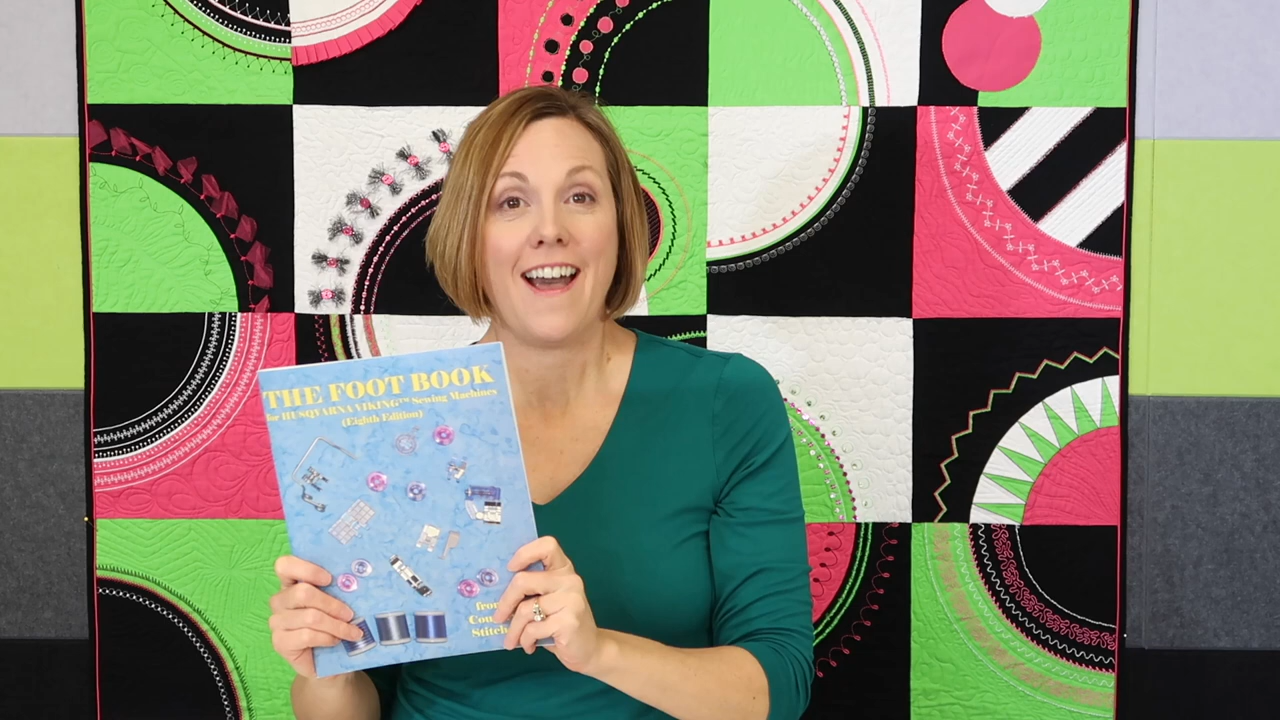 THE FOOT BOOK
for HUSQVARNA VIKING™ Sewing Machines
(Eighth Edition)
from